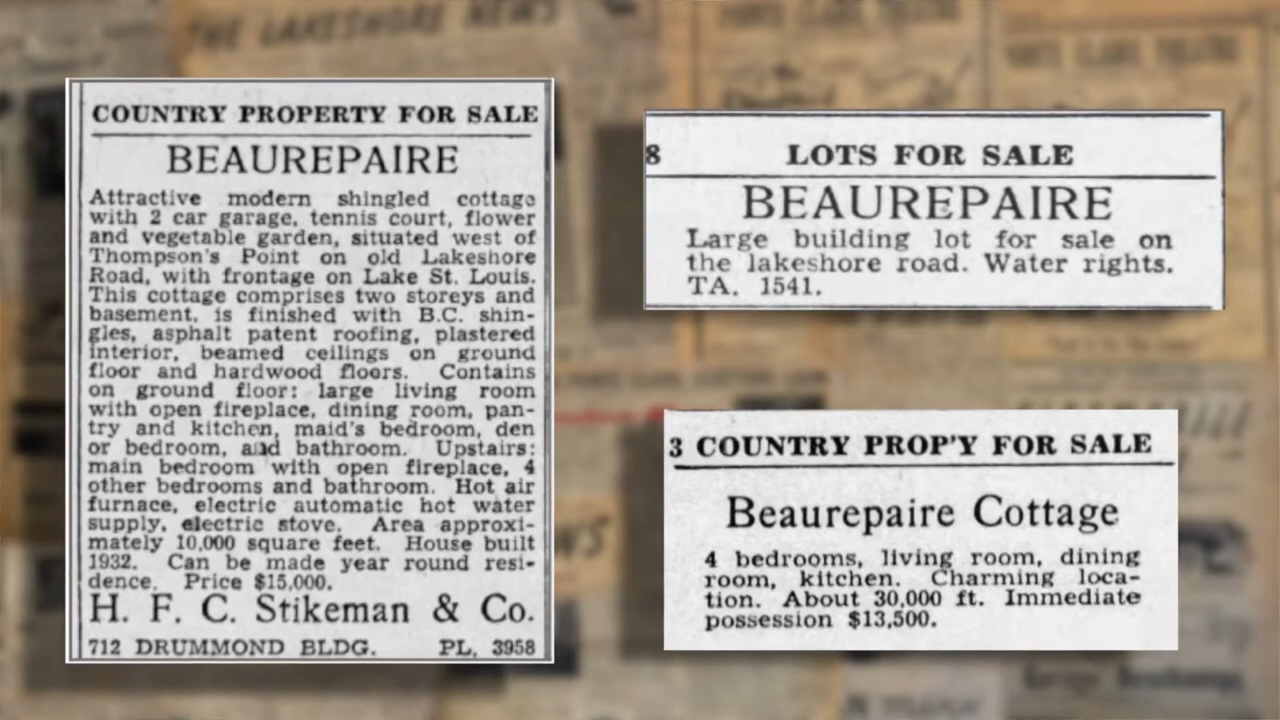 THE LAKESHORE NEWS
COUNTRY PROPERTY FOR SALE
BEAUREPAIRE
Attractive modern shingled cottage
with 2 car garage, tennis court, flower
and vegetable garden, situated west of
Thompson's Point on old Lakeshore
Road, with frontage on Lake St. Louis.
This cottage comprises two storeys and
basement, is finished with B.C. shin-
gles, asphalt patent roofing, plastered
interior, beamed ceilings on ground
floor and hardwood floors. Contains
on ground floor: large living room
with open fireplace, dining room, pan-
try and kitchen, maid's bedroom, den
or bedroom, and bathroom. Upstairs:
main bedroom with open fireplace, 4
other bedrooms and bathroom. Hot air
furnace, electric automatic hot water
supply, electric stove. Area approxi-
mately 10,000 square feet. House built
1932. Can be made year round resi-
dence. Price $15,000.
H. F. C. Stikeman & Co.
712 DRUMMOND BLDG. PL. 3958
8 LOTS FOR SALE
BEAUREPAIRE
Large building lot for sale on
the lakeshore road. Water rights.
TA. 1541.
3 COUNTRY PROP'Y FOR SALE
Beaurepaire Cottage
4 bedrooms, living room, dining
room, kitchen. Charming loca-
tion. About 30,000 ft. Immediate
possession $13,500.